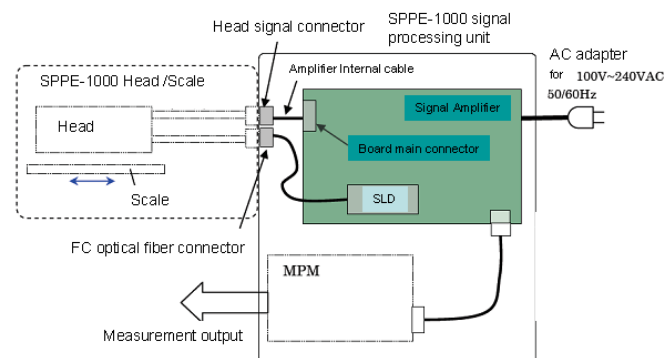 Head signal connector
SPPE-1000 signal
processing unit
AC adapter
for 100V~240VAC
50/60Hz
SPPE-1000 Head /Scale
Amplifier Internal cable
Signal Amplifier
Head
Board main connector
Scale
SLD
FC optical fiber connector
MPM
Measurement output